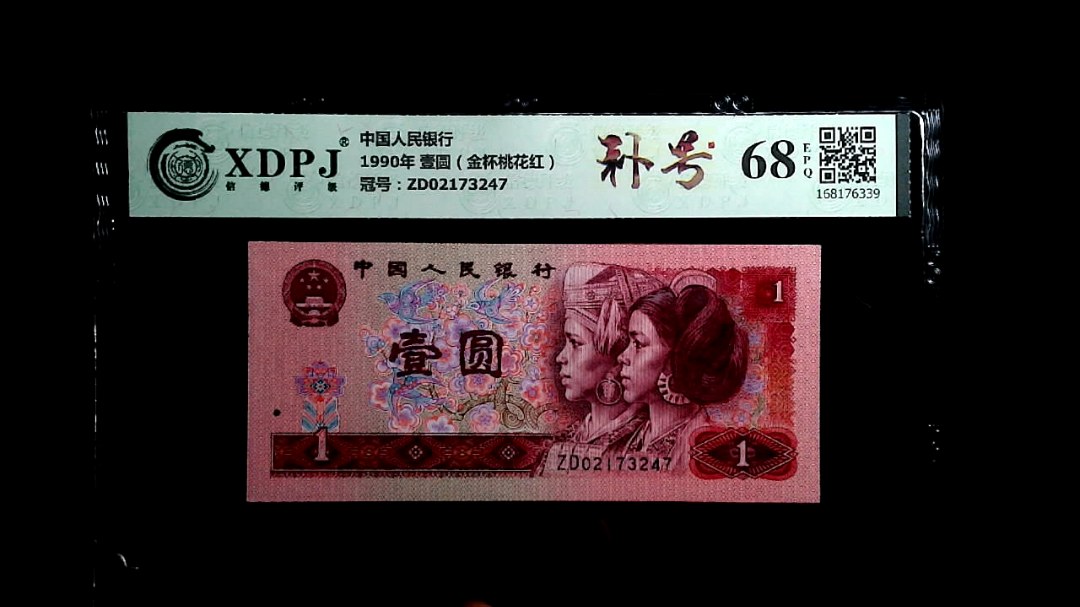 XDPJ®
信德评级
中国人民银行
1990年 壹圆（金杯桃花红）
冠号：ZD02173247
补号
68
EPQ
168176339
中国人民银行
1
壹圆
1
1
ZD02173247